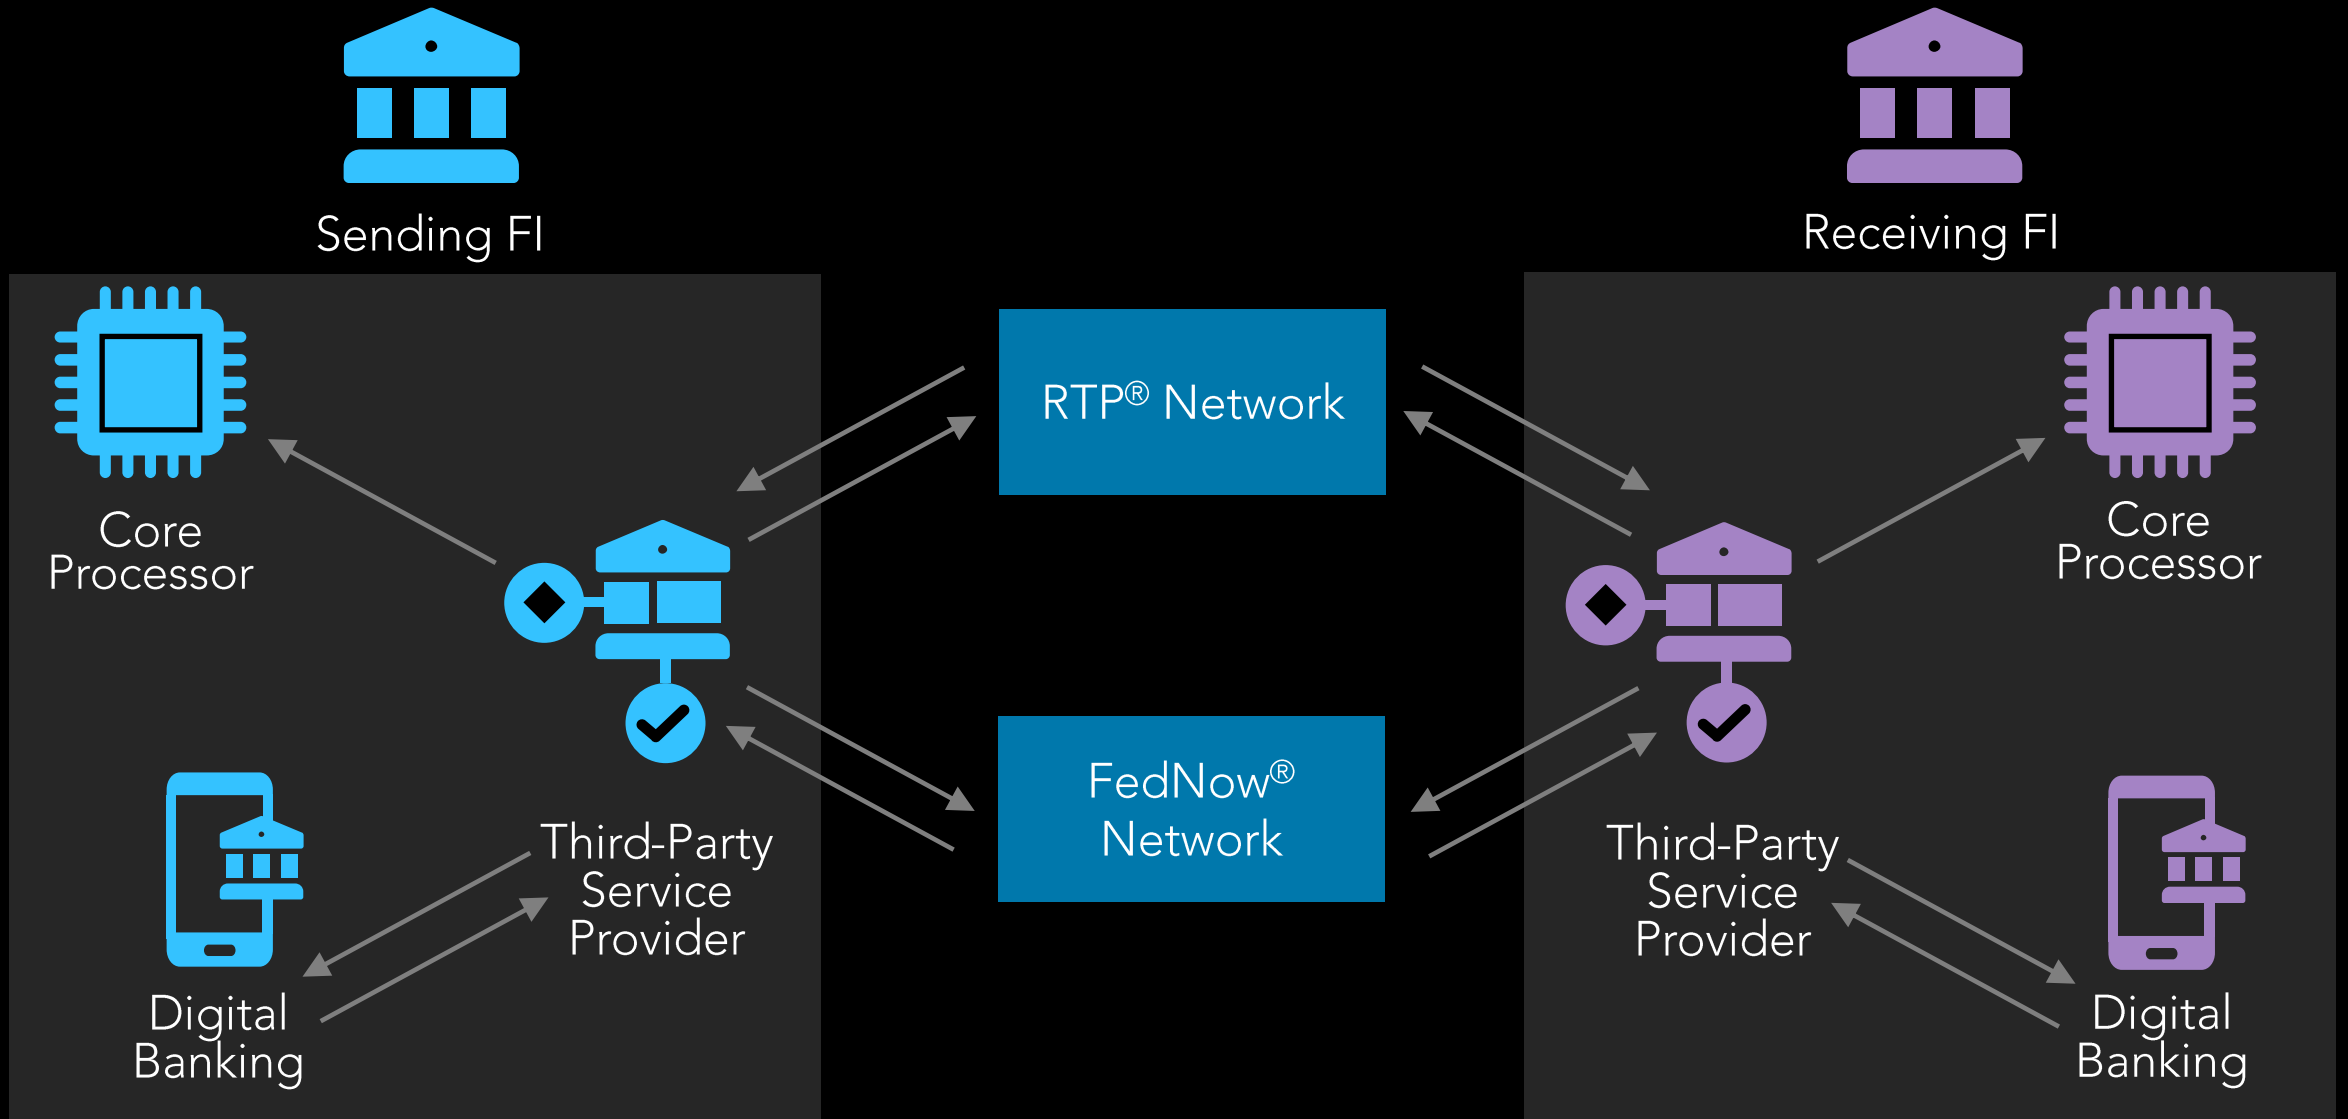 Sending FI
Receiving FI
Core
Processor
Digital
Banking
Third-Party
Service
Provider
RTP® Network
FedNow®
Network
Third-Party
Service
Provider
Core
Processor
Digital
Banking